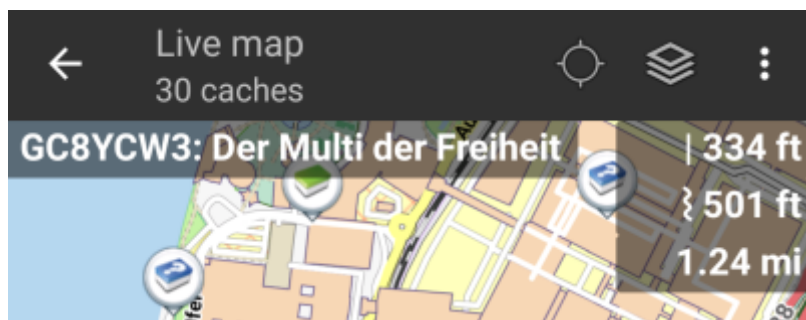 Live map
30 caches
GC8YCW3: Der Multi der Freiheit
334 ft
501 ft
1.24 mi